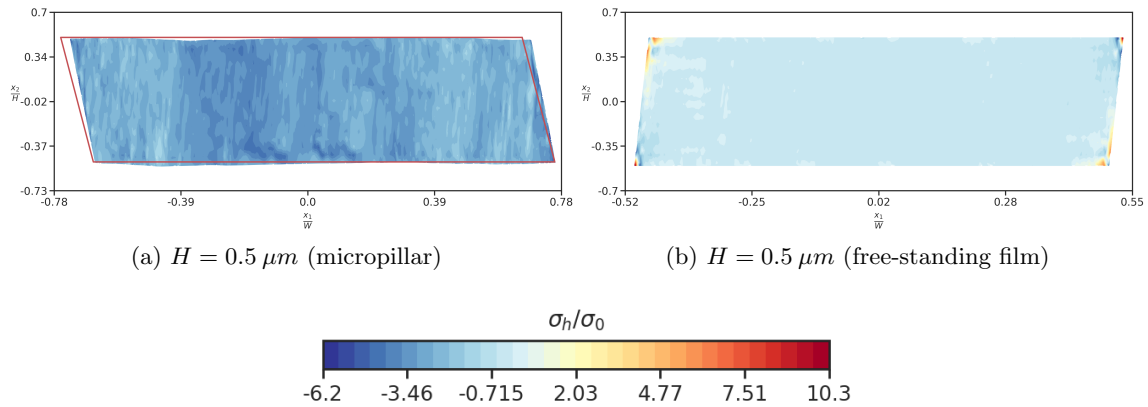 0.7
0.34
x₂/H
-0.02
-0.37
-0.73
-0.78
-0.39
0.0
0.39
0.78
x₁/W
(a) H = 0.5 μm (micropillar)
0.7
0.35
x₂/H
0.0
-0.35
-0.7
-0.52
-0.25
0.02
0.28
0.55
x₁/W
(b) H = 0.5 μm (free-standing film)
σₕ/σ₀
-6.2 -3.46 -0.715 2.03 4.77 7.51 10.3